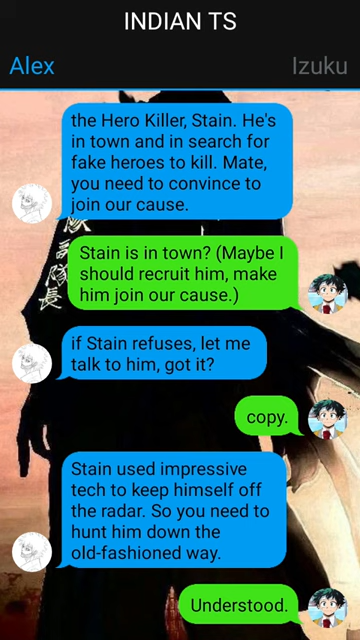 INDIAN TS
Alex
Izuku
the Hero Killer, Stain. He's
in town and in search for
fake heroes to kill. Mate,
you need to convince to
join our cause.
Stain is in town? (Maybe I
should recruit him, make
him join our cause.)
if Stain refuses, let me
talk to him, got it?
copy.
Stain used impressive
tech to keep himself off
the radar. So you need to
hunt him down the
old-fashioned way.
Understood.
隊長